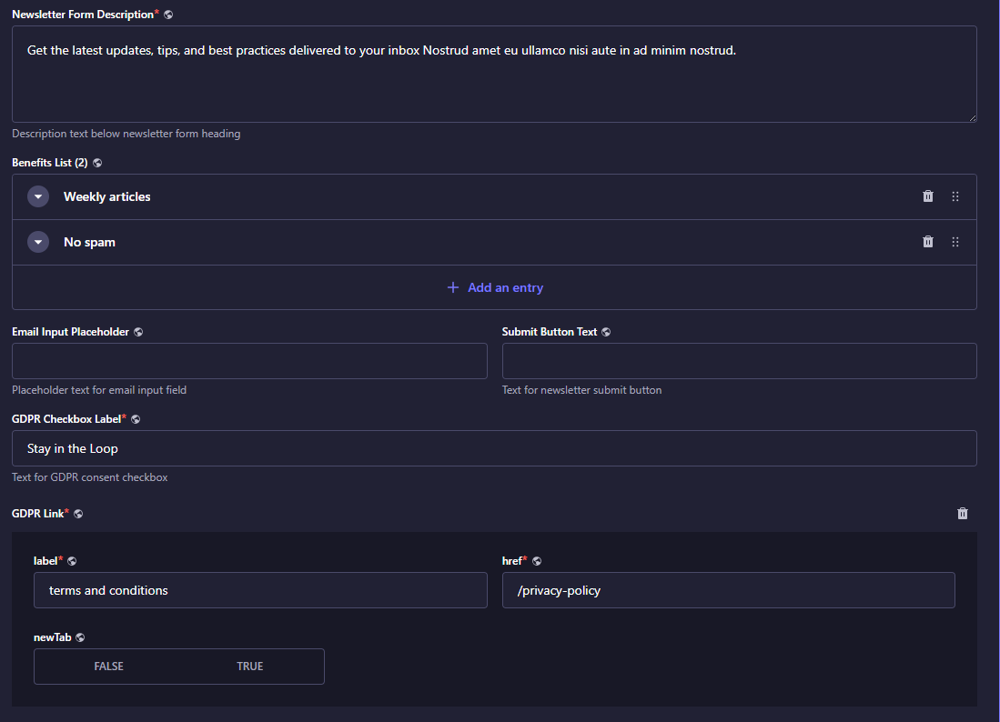 Newsletter Form Description*
Get the latest updates, tips, and best practices delivered to your inbox Nostrud amet eu ullamco nisi aute in ad minim nostrud.
Description text below newsletter form heading
Benefits List (2)
Weekly articles
No spam
Add an entry
Email Input Placeholder
Submit Button Text
Placeholder text for email input field
Text for newsletter submit button
GDPR Checkbox Label*
Stay in the Loop
Text for GDPR consent checkbox
GDPR Link*
label*
href*
terms and conditions
/privacy-policy
newTab
FALSE TRUE